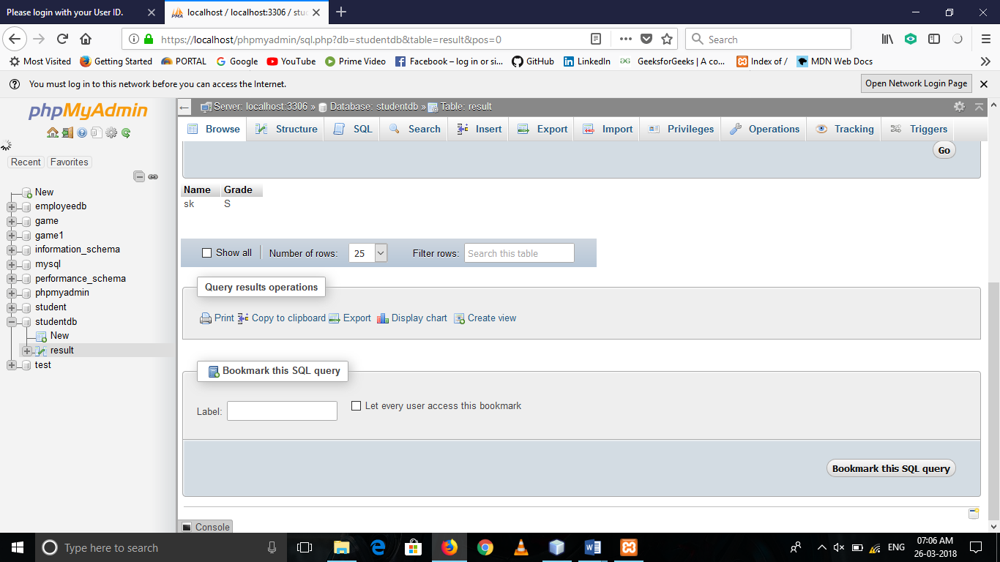 Please login with your User ID.
localhost / localhost:3306 / stu
https://localhost/phpmyadmin/sql.php?db=studentdb&table=result&pos=0
Search
Most Visited Getting Started PORTAL Google YouTube Prime Video Facebook – log in or si... GitHub LinkedIn GeeksforGeeks | A co... Index of / MDN Web Docs
You must log in to this network before you can access the Internet.
Open Network Login Page
phpMyAdmin
Recent Favorites
New
employeedb
game
game1
information_schema
mysql
performance_schema
phpmyadmin
student
studentdb
New
result
test
Server: localhost:3306 » Database: studentdb » Table: result
Browse Structure SQL Search Insert Export Import Privileges Operations Tracking Triggers
Go
Name Grade
sk S
Show all Number of rows: 25 Filter rows: Search this table
Query results operations
Print Copy to clipboard Export Display chart Create view
Bookmark this SQL query
Label: Let every user access this bookmark
Bookmark this SQL query
Console
Type here to search
ENG
07:06 AM
26-03-2018